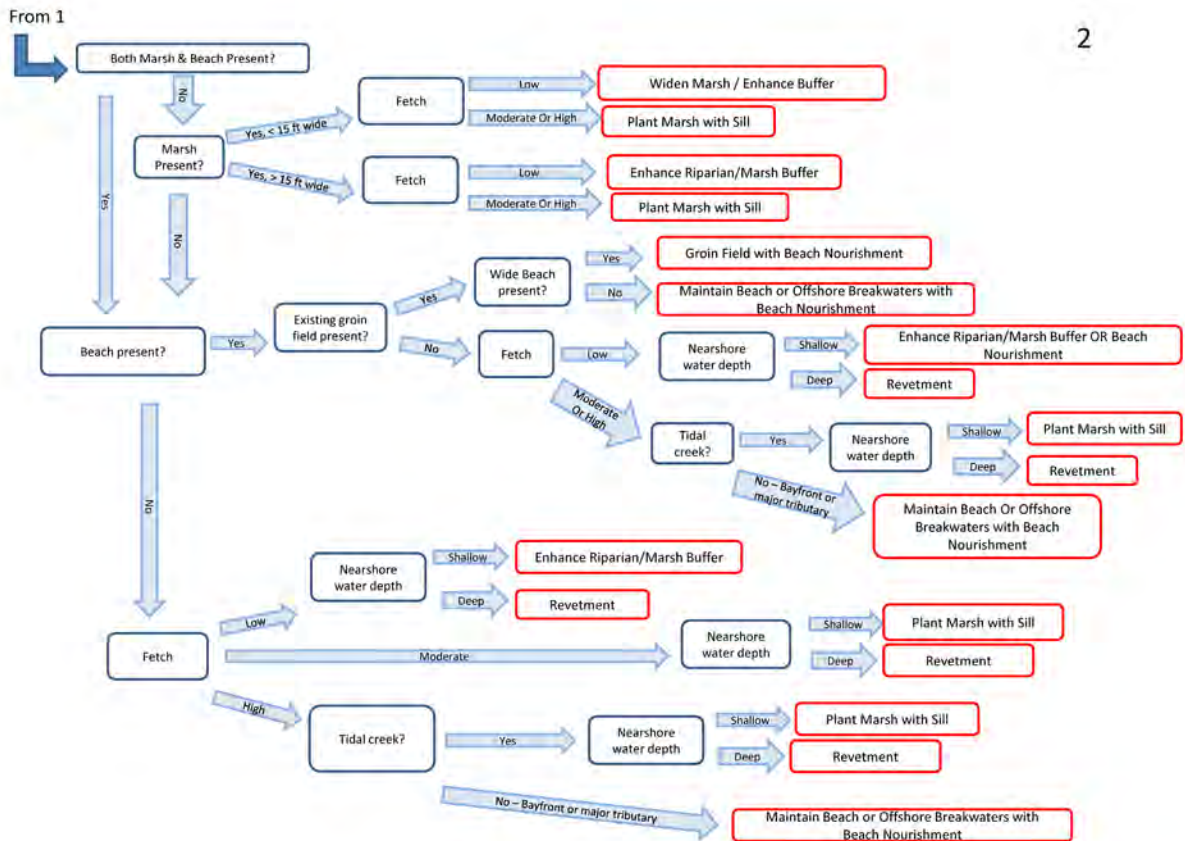 From 1
2
Both Marsh & Beach Present?
No
Yes
Marsh
Present?
Yes, < 15 ft wide
Fetch
Low
Widen Marsh / Enhance Buffer
Moderate Or High
Plant Marsh with Sill
Yes, > 15 ft wide
Fetch
Low
Enhance Riparian/Marsh Buffer
Moderate Or High
Plant Marsh with Sill
No
Beach present?
Yes
Existing groin
field present?
Yes
Wide Beach
present?
Yes
Groin Field with Beach Nourishment
No
Maintain Beach or Offshore Breakwaters with
Beach Nourishment
No
Fetch
Low
Nearshore
water depth
Shallow
Enhance Riparian/Marsh Buffer OR Beach
Nourishment
Deep
Revetment
Moderate
Or High
Tidal
creek?
Yes
Nearshore
water depth
Shallow
Plant Marsh with Sill
Deep
Revetment
No – Bayfront or
major tributary
Maintain Beach Or Offshore
Breakwaters with Beach
Nourishment
No
Fetch
Low
Nearshore
water depth
Shallow
Enhance Riparian/Marsh Buffer
Deep
Revetment
Moderate
Nearshore
water depth
Shallow
Plant Marsh with Sill
Deep
Revetment
High
Tidal creek?
Yes
Nearshore
water depth
Shallow
Plant Marsh with Sill
Deep
Revetment
No – Bayfront or major tributary
Maintain Beach or Offshore Breakwaters with
Beach Nourishment